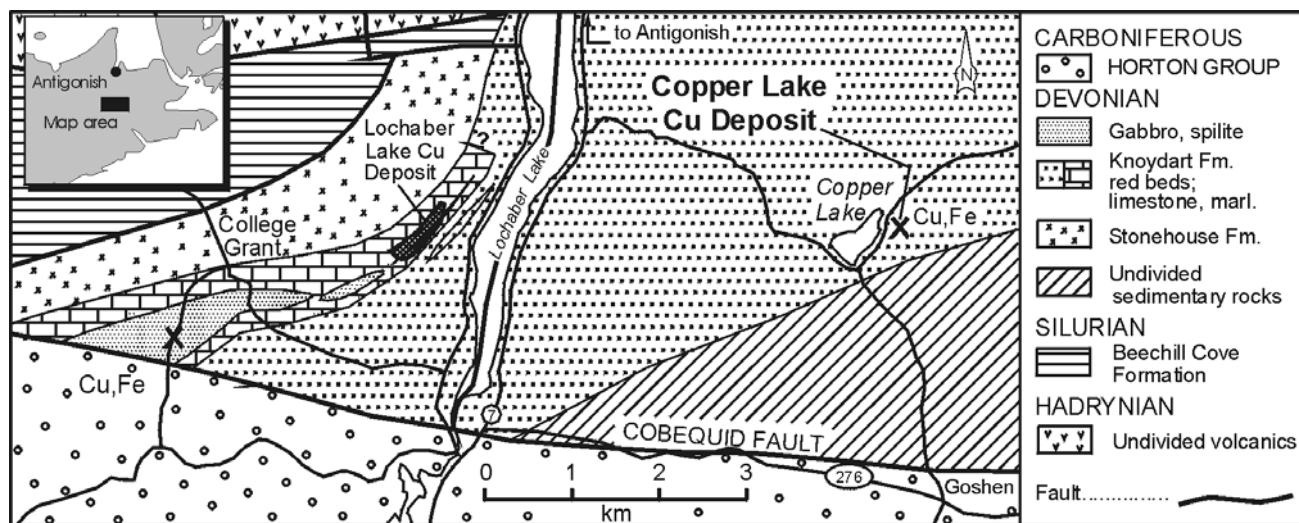 Antigonish
Map area
to Antigonish
N
Copper Lake
Cu Deposit
Lochaber
Lake Cu
Deposit
?
Lochaber Lake
Copper
Lake
Cu,Fe
College
Grant
Cu,Fe
7
COBEQUID FAULT
0 1 2 3
km
276
Goshen
CARBONIFEROUS
HORTON GROUP
DEVONIAN
Gabbro, spilite
Knoydart Fm.
red beds;
limestone, marl.
Stonehouse Fm.
Undivided
sedimentary rocks
SILURIAN
Beechill Cove
Formation
HADRYNIAN
Undivided volcanics
Fault..............